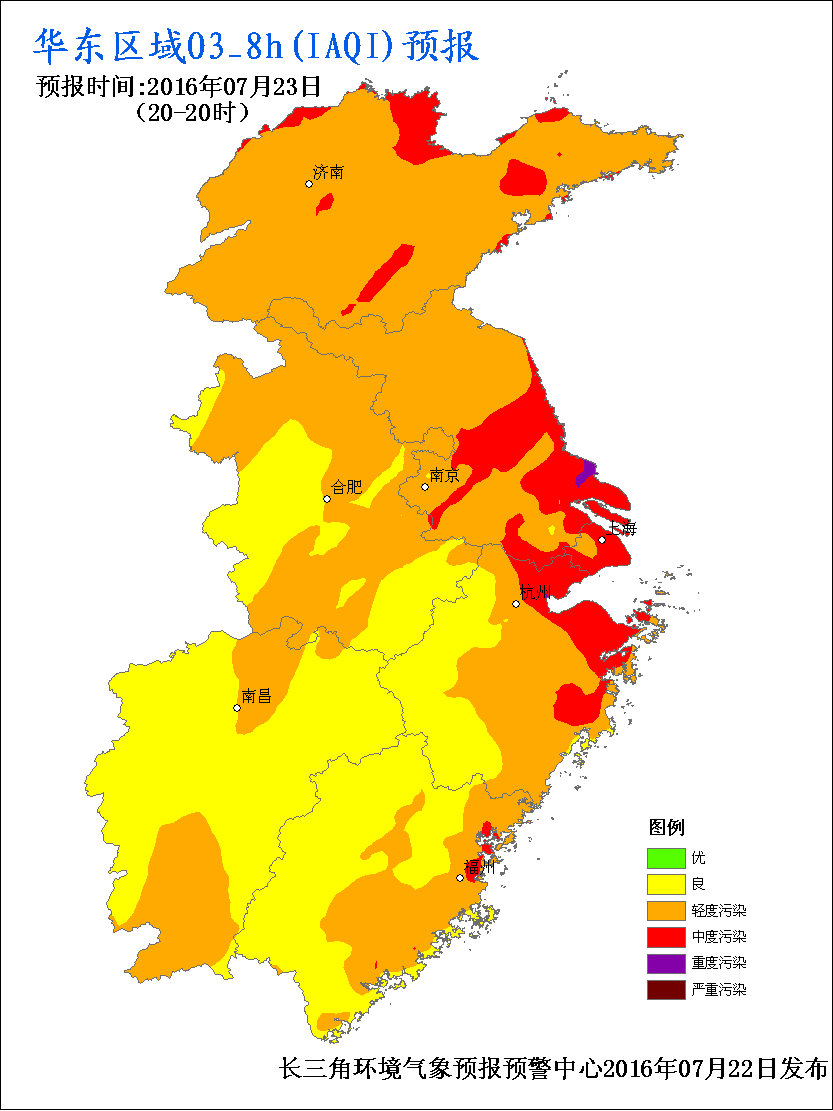 华东区域O3_8h(IAQI)预报
预报时间:2016年07月23日
（20-20时）
济南
南京
合肥
上海
杭州
南昌
福州
图例
优
良
轻度污染
中度污染
重度污染
严重污染
长三角环境气象预报预警中心2016年07月22日发布